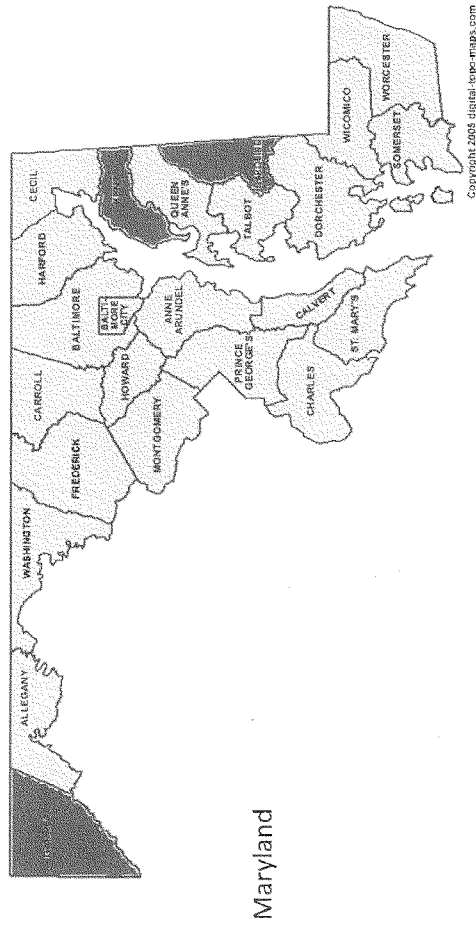 Maryland
ALLEGANY
WASHINGTON
FREDERICK
CARROLL
BALTIMORE
HARFORD
CECIL
BALTI-
MORE
CITY
HOWARD
MONTGOMERY
ANNE
ARUNDEL
PRINCE
GEORGE'S
QUEEN
ANNE'S
TALBOT
CALVERT
CHARLES
ST. MARY'S
DORCHESTER
WICOMICO
WORCESTER
SOMERSET
Copyright 2005 digital-topo-maps.com